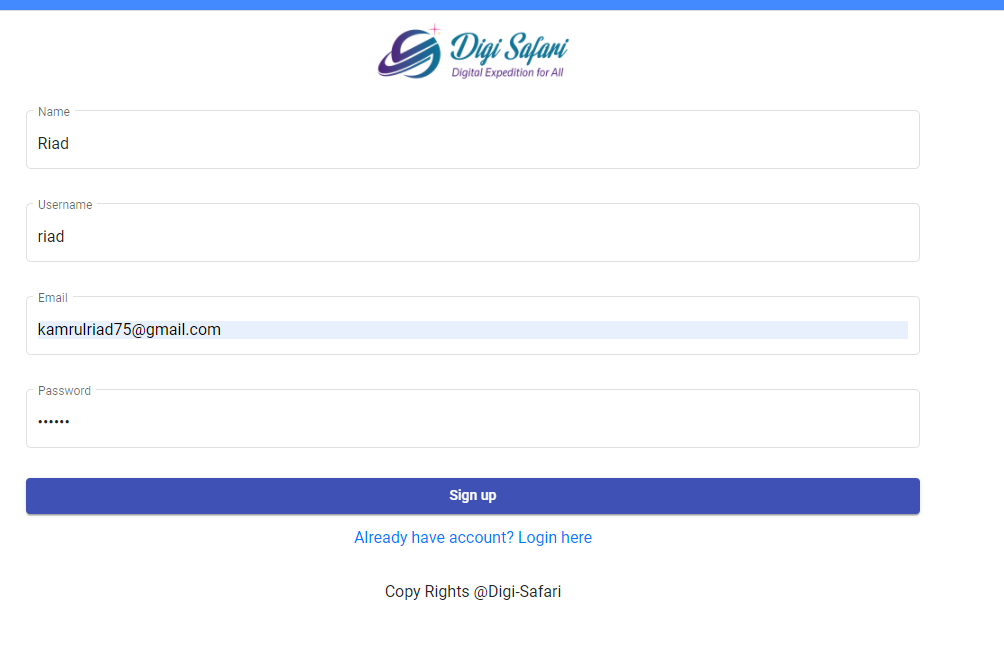 Digi Safari
Digital Expedition for All
Name
Riad
Username
riad
Email
kamrulriad75@gmail.com
Password
••••••
Sign up
Already have account? Login here
Copy Rights @Digi-Safari